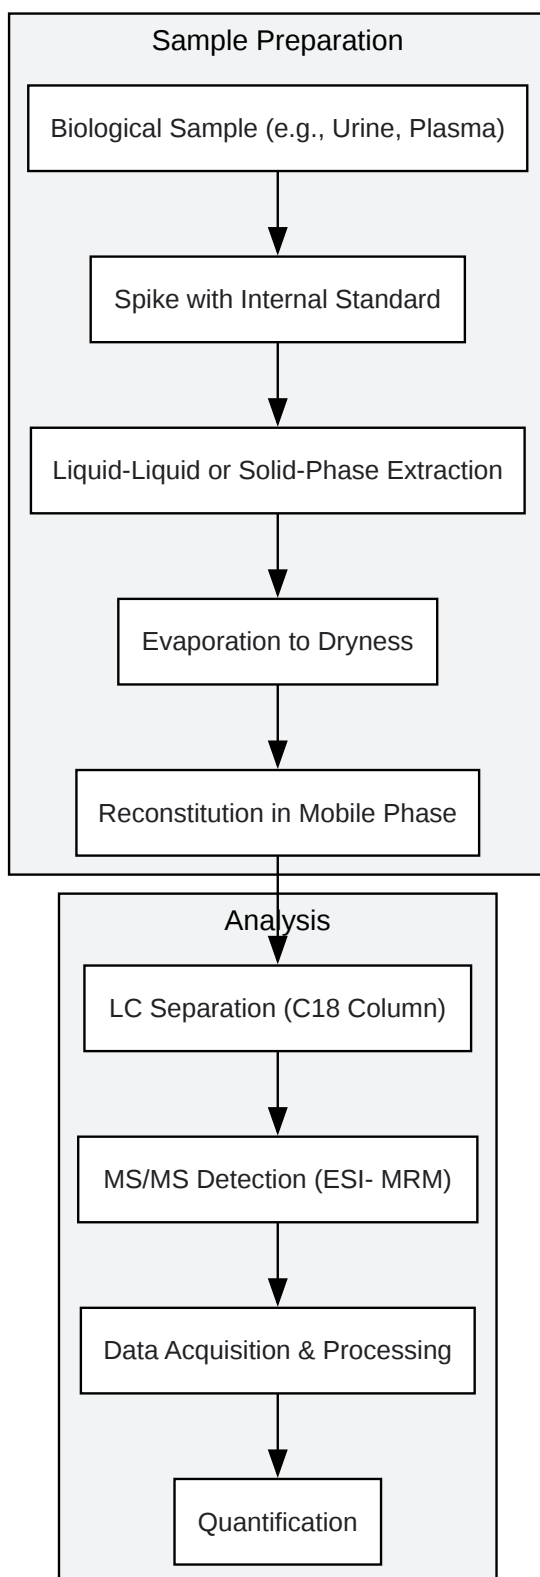 Sample Preparation
Biological Sample (e.g., Urine, Plasma)
Spike with Internal Standard
Liquid-Liquid or Solid-Phase Extraction
Evaporation to Dryness
Reconstitution in Mobile Phase
Analysis
LC Separation (C18 Column)
MS/MS Detection (ESI- MRM)
Data Acquisition & Processing
Quantification